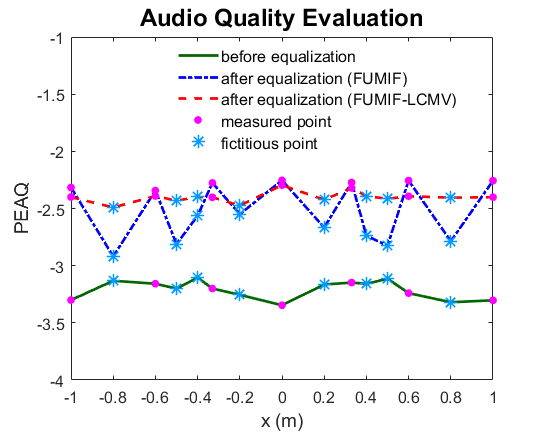 Audio Quality Evaluation
before equalization
after equalization (FUMIF)
after equalization (FUMIF-LCMV)
measured point
fictitious point
PEAQ
-1
-1.5
-2
-2.5
-3
-3.5
-4
-1 -0.8 -0.6 -0.4 -0.2 0 0.2 0.4 0.6 0.8 1
x (m)